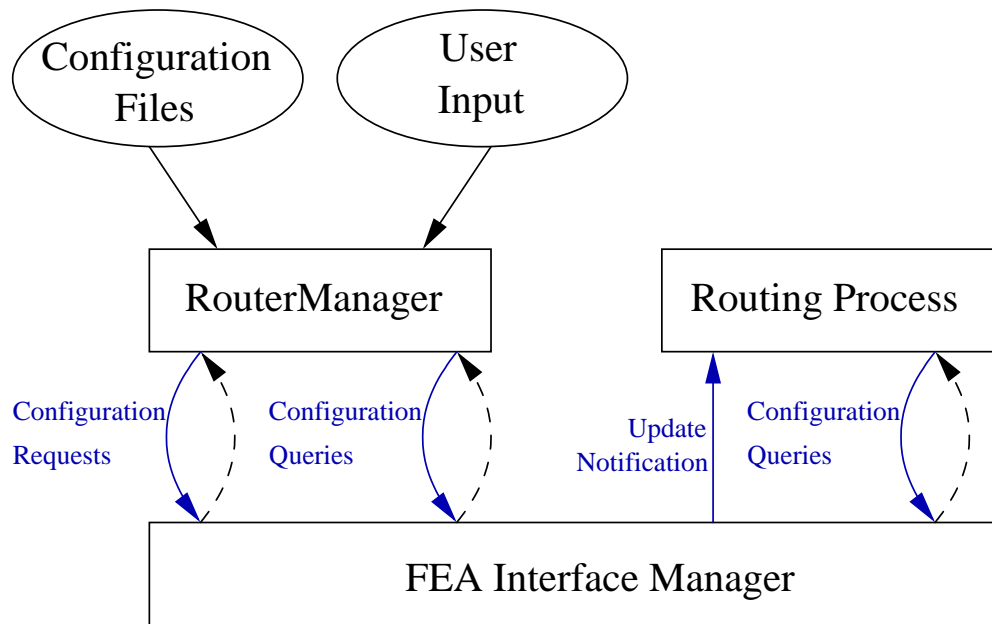 Configuration
Files
User
Input
RouterManager
Routing Process
Configuration
Requests
Configuration
Queries
Update
Notification
Configuration
Queries
FEA Interface Manager